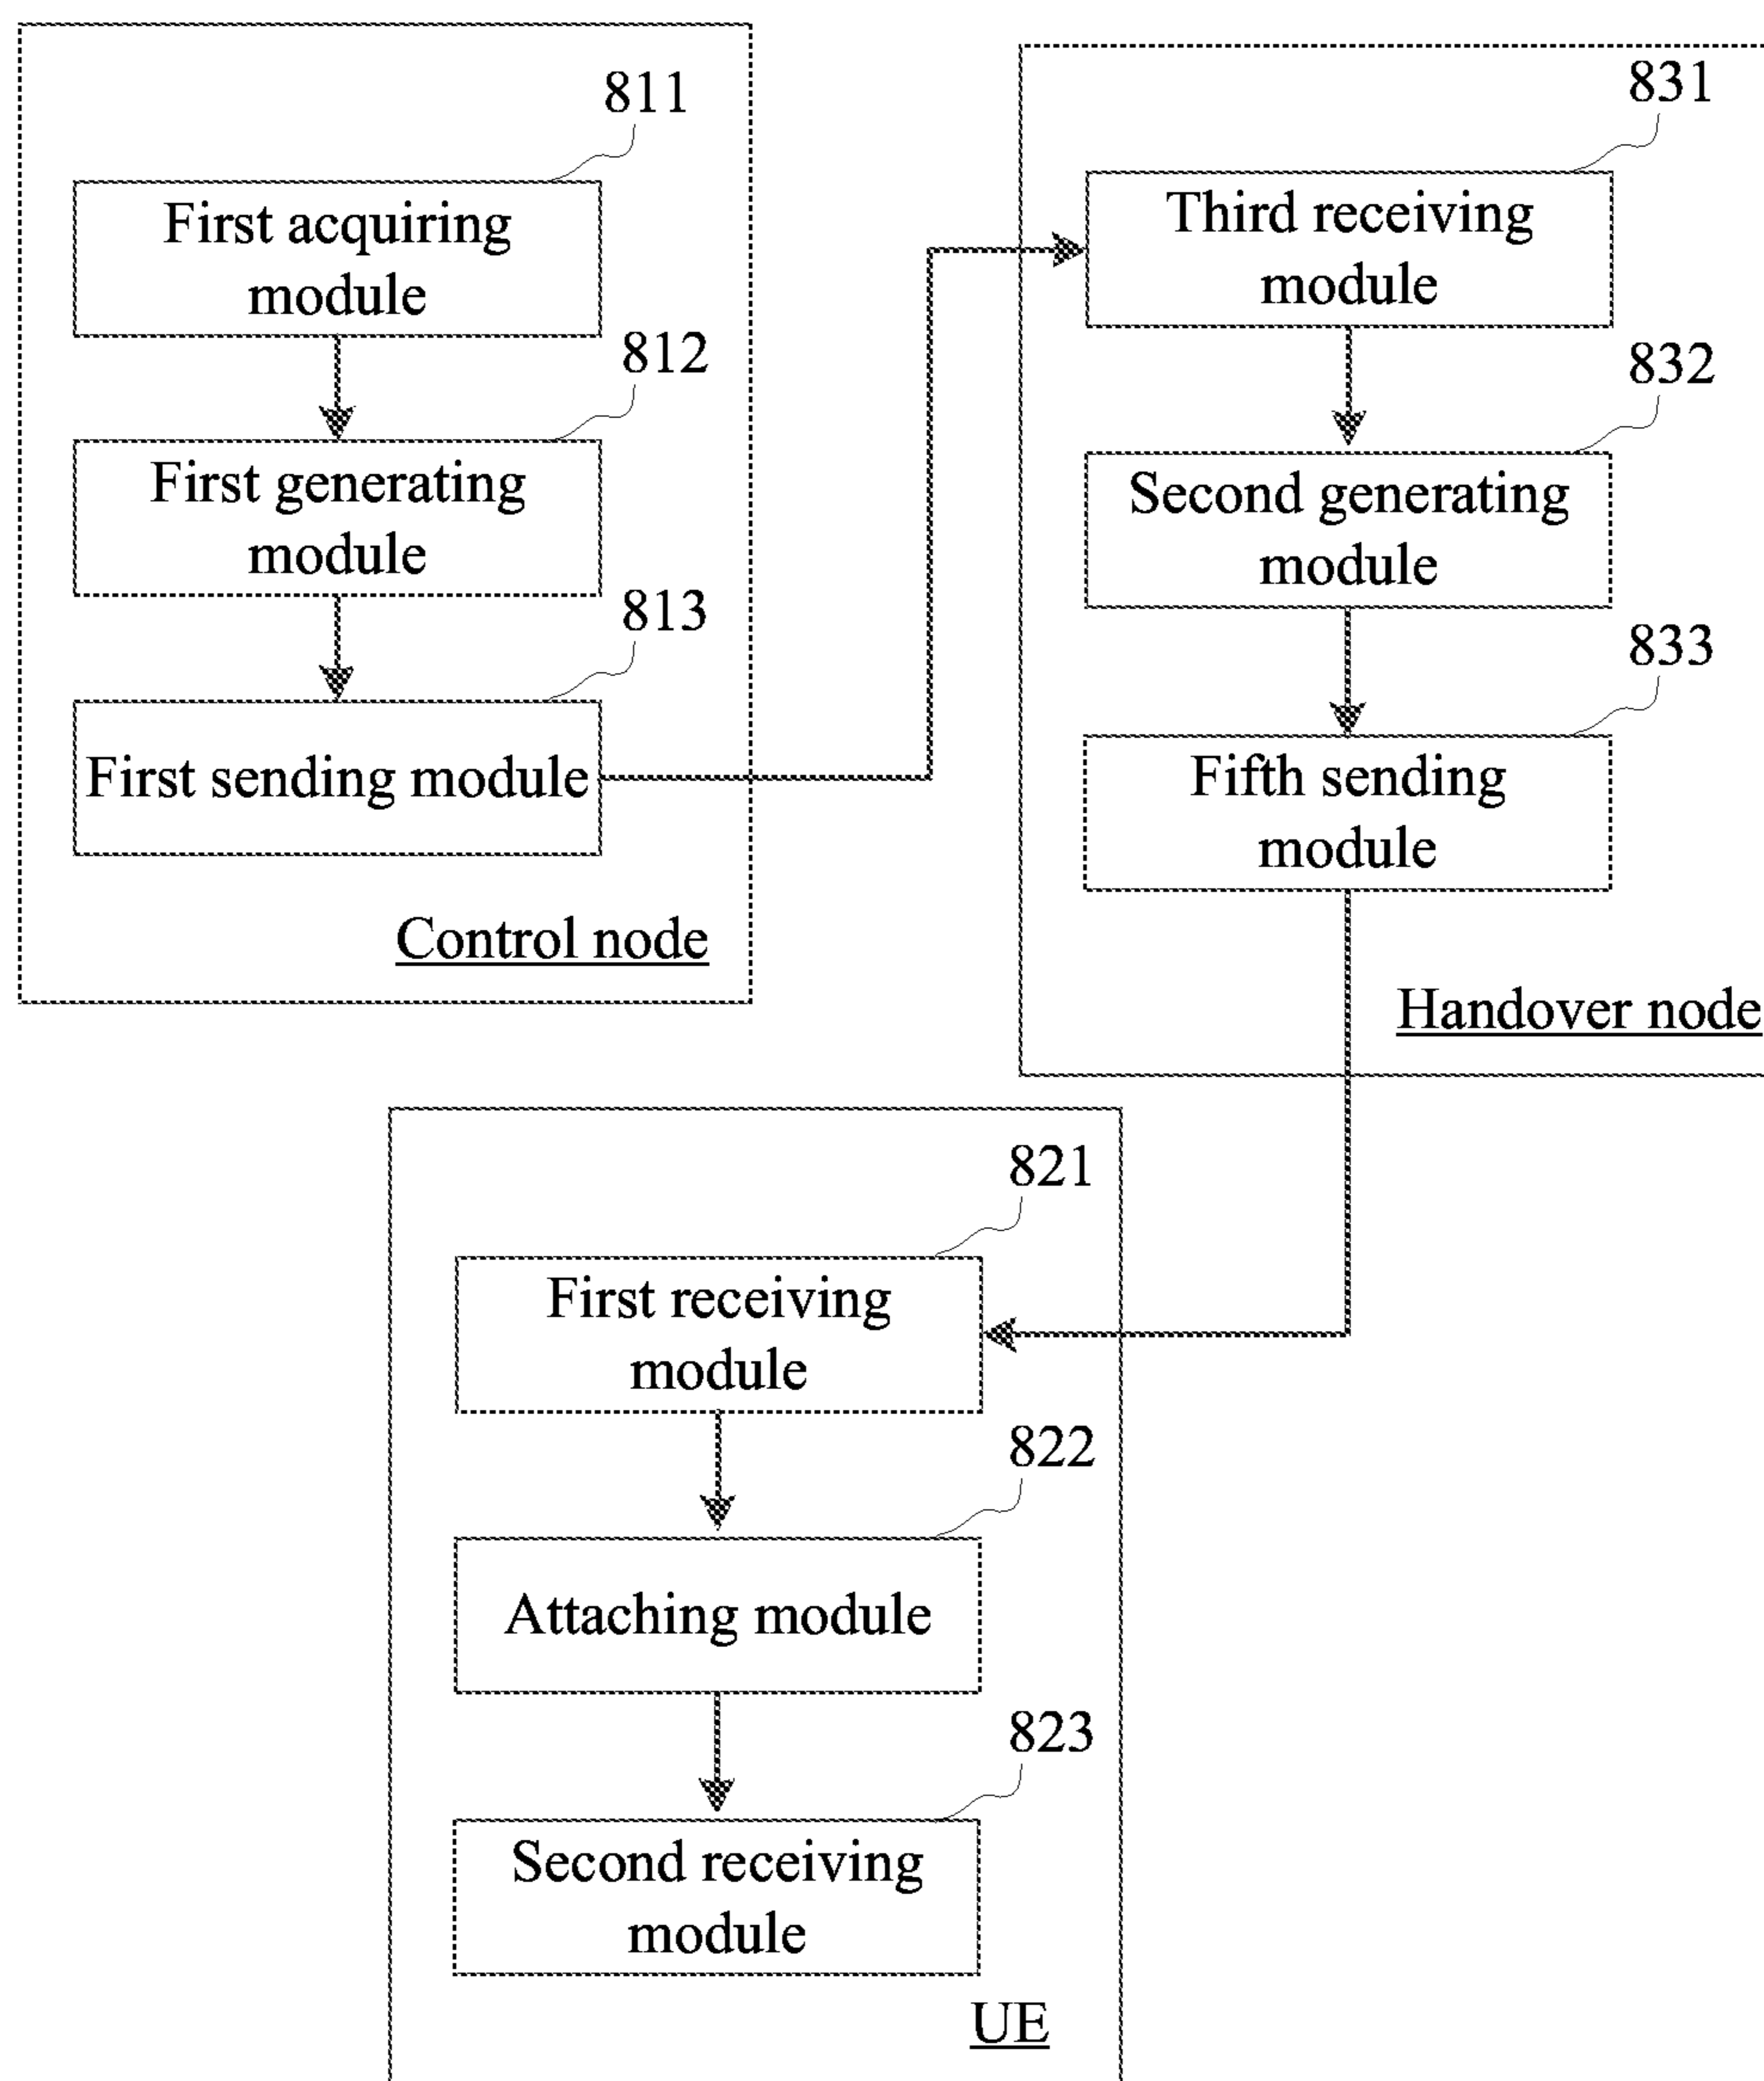 811
First acquiring
module
812
First generating
module
813
First sending module
Control node
831
Third receiving
module
832
Second generating
module
833
Fifth sending
module
Handover node
821
First receiving
module
822
Attaching module
823
Second receiving
module
UE